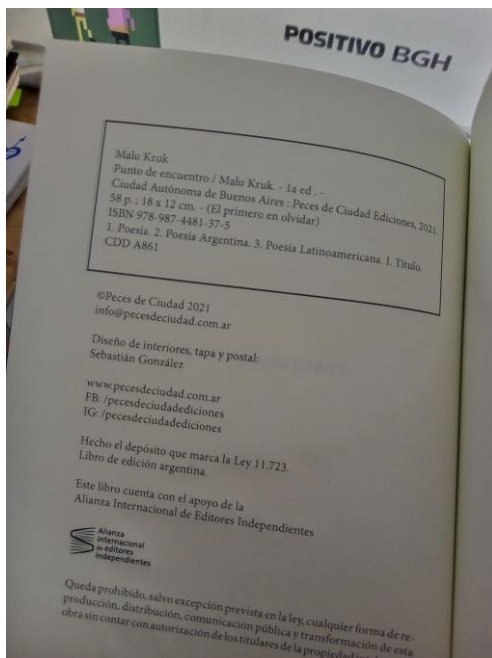 POSITIVO BGH
Malu Kruk
Punto de encuentro / Malu Kruk. - 1a ed . -
Ciudad Autónoma de Buenos Aires : Peces de Ciudad Ediciones, 2021.
58 p. ; 18 x 12 cm. - (El primero en olvidar)
ISBN 978-987-4481-37-5
1. Poesía. 2. Poesía Argentina. 3. Poesía Latinoamericana. I. Título.
CDD A861
©Peces de Ciudad 2021
info@pecesdeciudad.com.ar
Diseño de interiores, tapa y postal:
Sebastián González
www.pecesdeciudad.com.ar
FB: /pecesdeciudadediciones
IG: /pecesdeciudadediciones
Hecho el depósito que marca la Ley 11.723.
Libro de edición argentina.
Este libro cuenta con el apoyo de la
Alianza Internacional de Editores Independientes
Alianza
internacional
de editores
independientes
Queda prohibido, salvo excepción prevista en la ley, cualquier forma de re-
producción, distribución, comunicación pública y transformación de esta
obra sin contar con autorización de los titulares de la propiedad